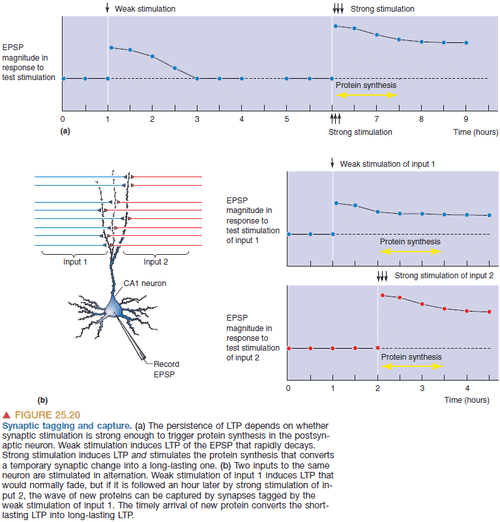 Weak stimulation
Strong stimulation
EPSP
magnitude in
response to
test stimulation
Protein synthesis
0 1 2 3 4 5 6 7 8 9
(a)
Strong stimulation
Time (hours)
Weak stimulation of input 1
EPSP
magnitude in
response to
test stimulation
of input 1
Protein synthesis
Input 1
Input 2
CA1 neuron
Strong stimulation of input 2
EPSP
magnitude in
response to
test stimulation
of input 2
Protein synthesis
Record
EPSP
0 1 2 3 4
Time (hours)
(b)
▲ FIGURE 25.20
Synaptic tagging and capture. (a) The persistence of LTP depends on whether
synaptic stimulation is strong enough to trigger protein synthesis in the postsyn-
aptic neuron. Weak stimulation induces LTP of the EPSP that rapidly decays.
Strong stimulation induces LTP and stimulates the protein synthesis that converts
a temporary synaptic change into a long-lasting one. (b) Two inputs to the same
neuron are stimulated in alternation. Weak stimulation of input 1 induces LTP that
would normally fade, but if it is followed an hour later by strong stimulation of in-
put 2, the wave of new proteins can be captured by synapses tagged by the
weak stimulation of input 1. The timely arrival of new protein converts the short-
lasting LTP into long-lasting LTP.